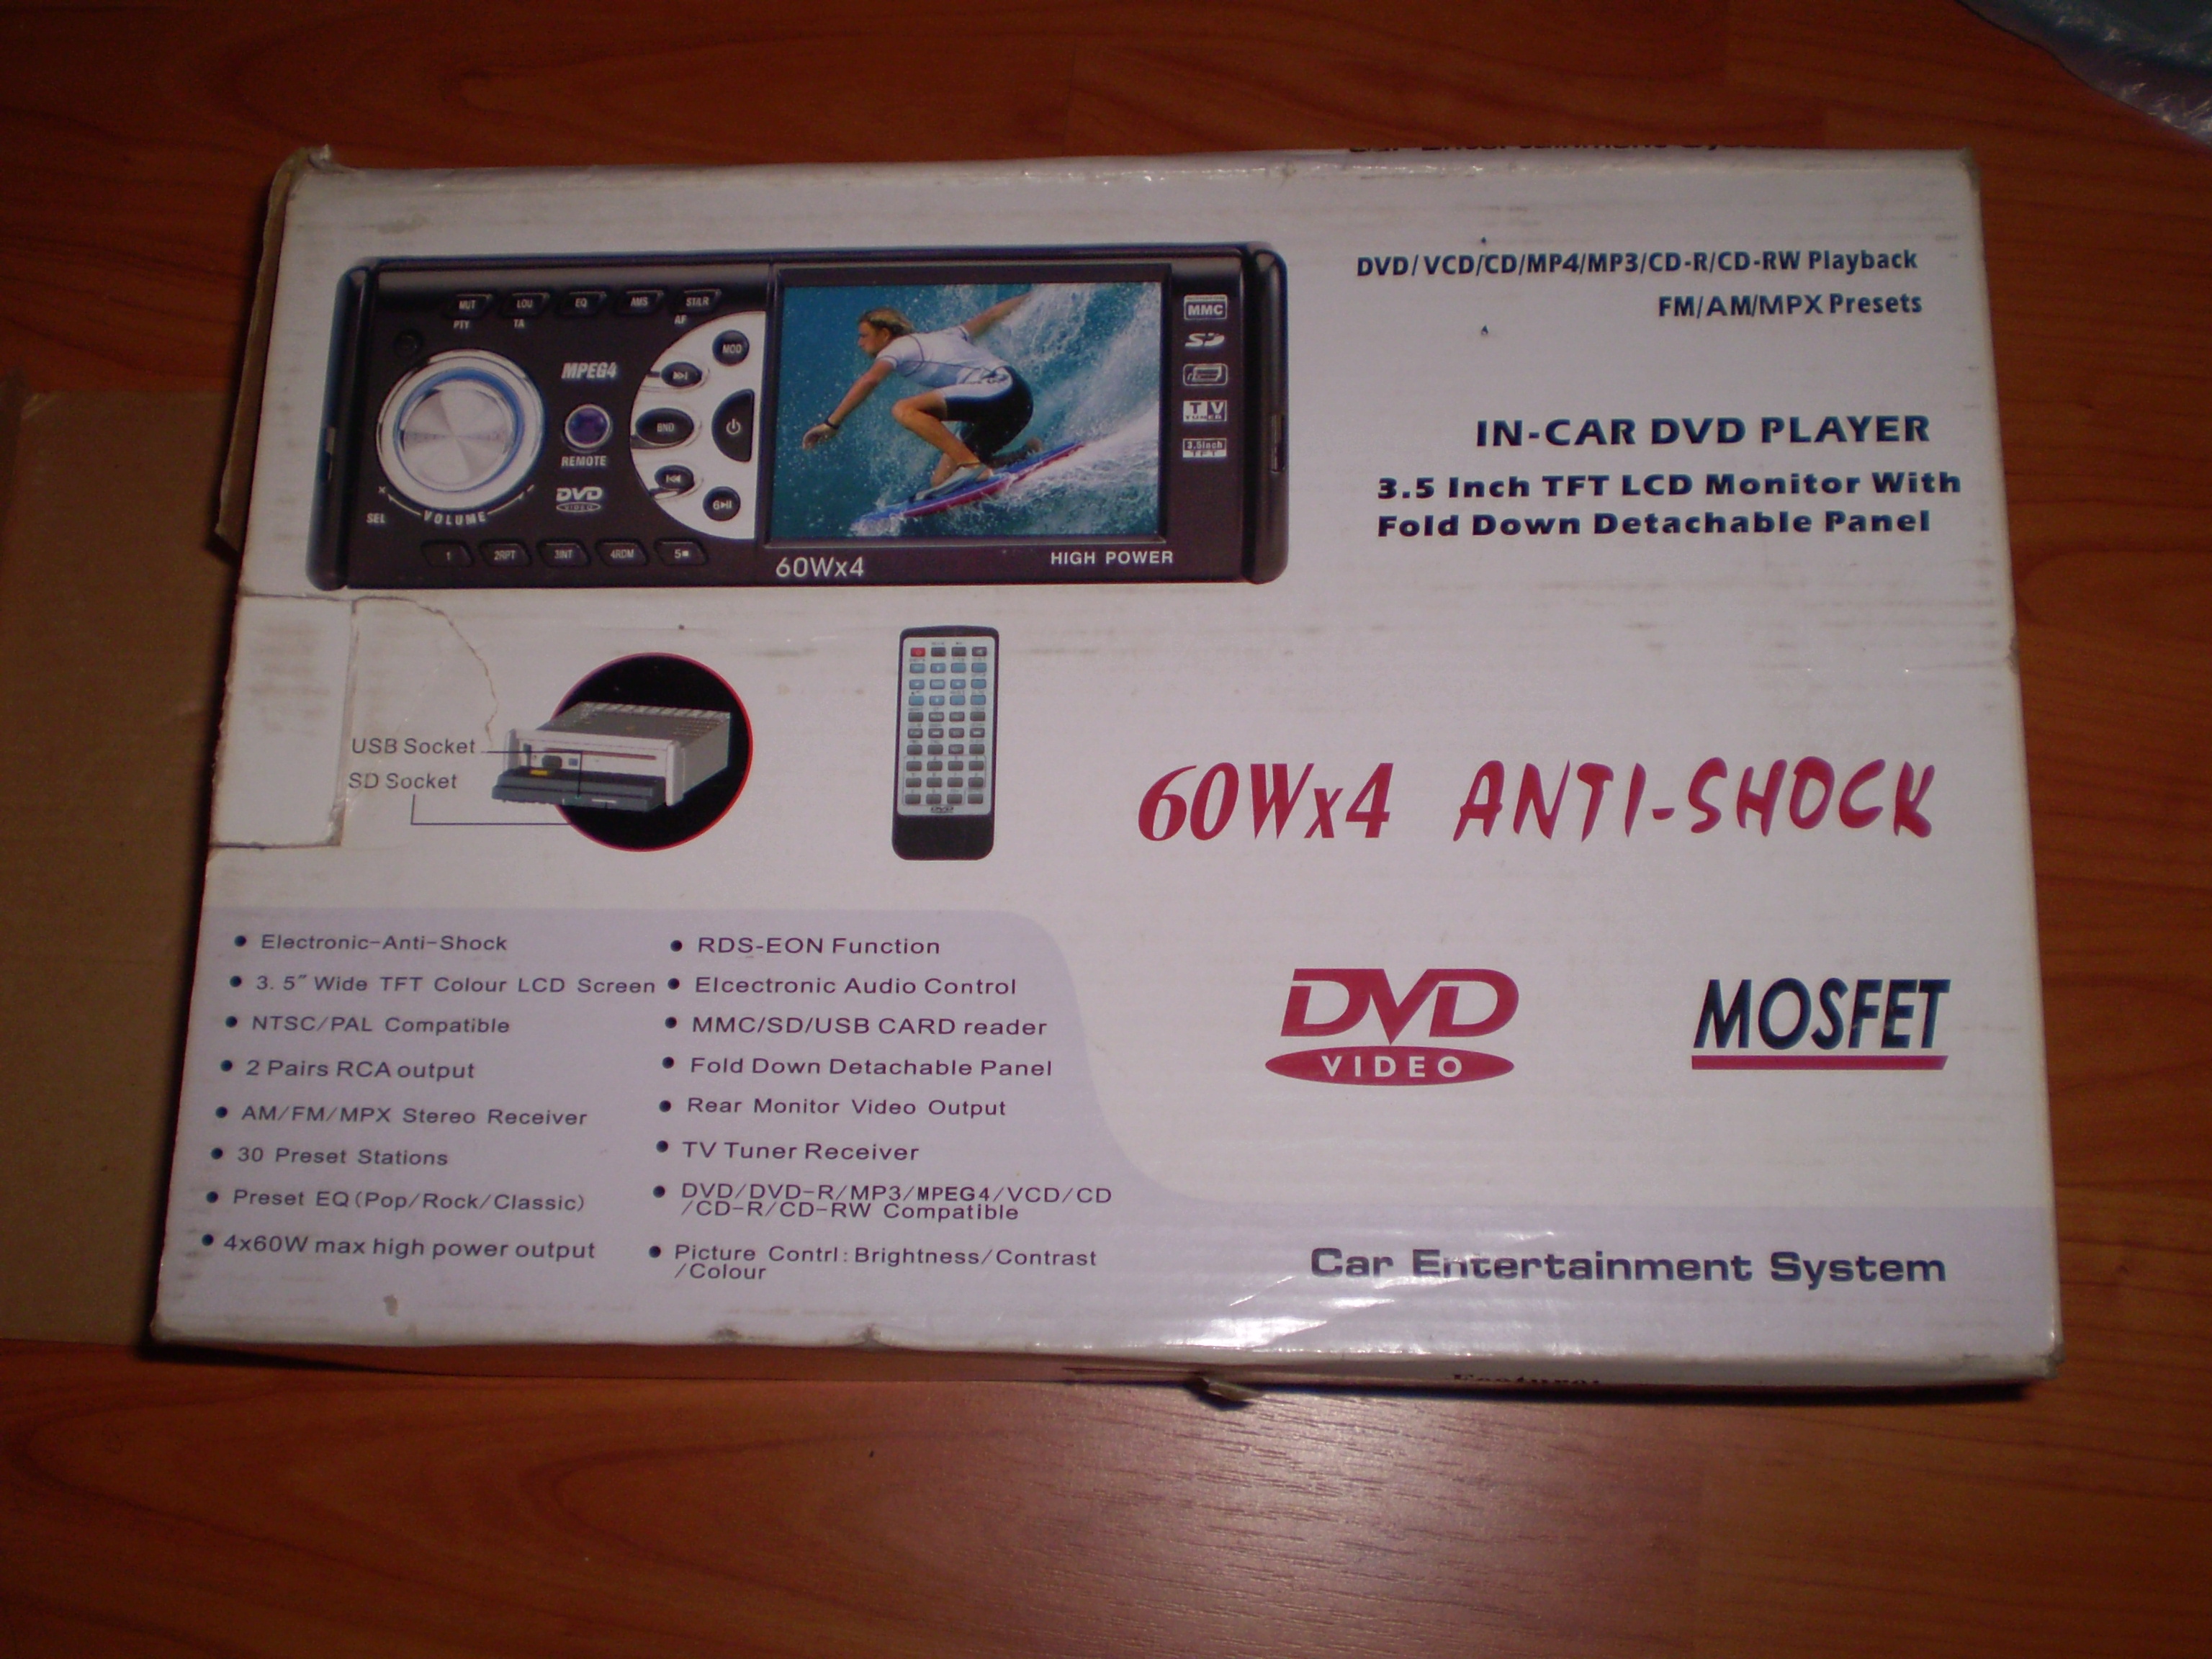 DVD/VCD/CD/MP4/MP3/CD-R/CD-RW Playback
FM/AM/MPX Presets
IN-CAR DVD PLAYER
3.5 Inch TFT LCD Monitor With
Fold Down Detachable Panel
MUT LOU EQ AMS ST/LR
PTY TA AF
MPEG4
MOD
BND
REMOTE
DVD
VIDEO
SEL VOLUME
1 2RPT 3INT 4RDM 5
60Wx4
HIGH POWER
MMC
SD
TV
TUNER
3.5inch
TFT
USB Socket
SD Socket
60Wx4 ANTI-SHOCK
Electronic-Anti-Shock
3.5" Wide TFT Colour LCD Screen
NTSC/PAL Compatible
2 Pairs RCA output
AM/FM/MPX Stereo Receiver
30 Preset Stations
Preset EQ(Pop/Rock/Classic)
4x60W max high power output
RDS-EON Function
Elcectronic Audio Control
MMC/SD/USB CARD reader
Fold Down Detachable Panel
Rear Monitor Video Output
TV Tuner Receiver
DVD/DVD-R/MP3/MPEG4/VCD/CD
/CD-R/CD-RW Compatible
Picture Contrl:Brightness/Contrast
/Colour
DVD
VIDEO
MOSFET
Car Entertainment System